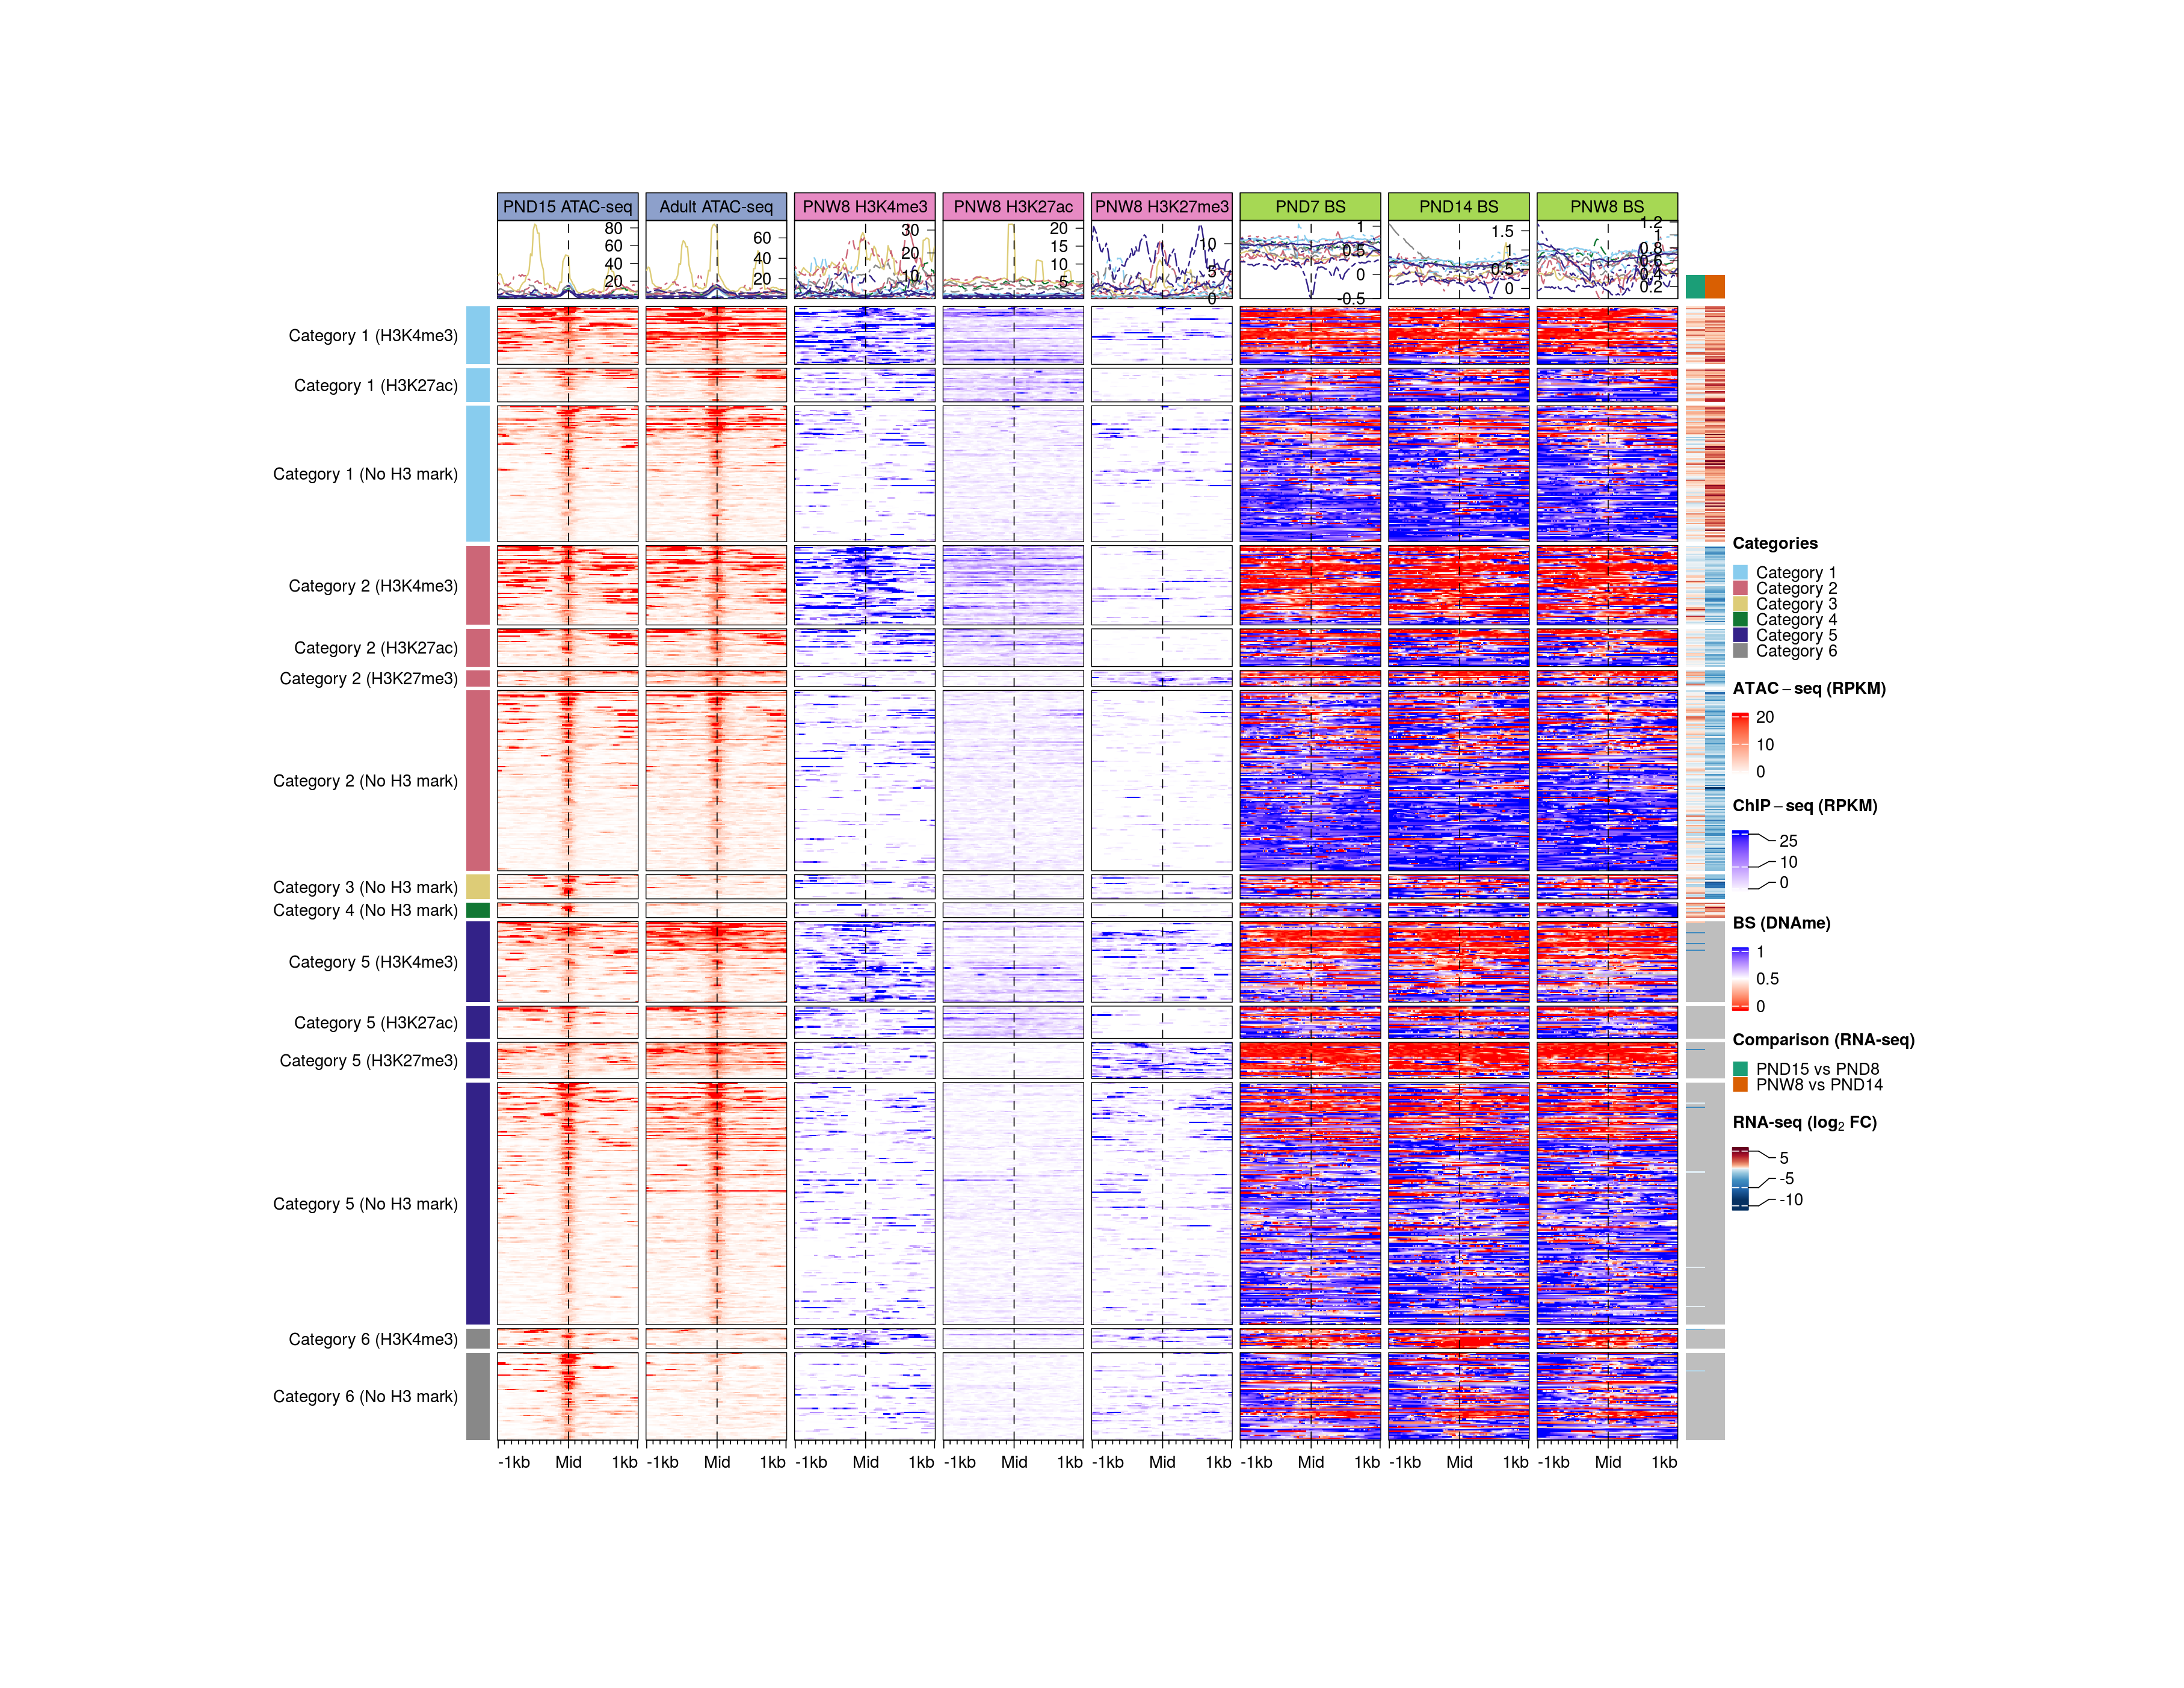 PND15 ATAC-seq
Adult ATAC-seq
PNW8 H3K4me3
PNW8 H3K27ac
PNW8 H3K27me3
PND7 BS
PND14 BS
PNW8 BS
80
60
40
20
60
40
20
30
20
10
20
15
10
5
10
5
0
1
0.5
0
-0.5
1.5
1
0.5
0
1.2
1
0.8
0.6
0.4
0.2
Category 1 (H3K4me3)
Category 1 (H3K27ac)
Category 1 (No H3 mark)
Category 2 (H3K4me3)
Category 2 (H3K27ac)
Category 2 (H3K27me3)
Category 2 (No H3 mark)
Category 3 (No H3 mark)
Category 4 (No H3 mark)
Category 5 (H3K4me3)
Category 5 (H3K27ac)
Category 5 (H3K27me3)
Category 5 (No H3 mark)
Category 6 (H3K4me3)
Category 6 (No H3 mark)
-1kb Mid 1kb
-1kb Mid 1kb
-1kb Mid 1kb
-1kb Mid 1kb
-1kb Mid 1kb
-1kb Mid 1kb
-1kb Mid 1kb
-1kb Mid 1kb
Categories
Category 1
Category 2
Category 3
Category 4
Category 5
Category 6
ATAC−seq (RPKM)
20
10
0
ChIP−seq (RPKM)
25
10
0
BS (DNAme)
1
0.5
0
Comparison (RNA-seq)
PND15 vs PND8
PNW8 vs PND14
RNA-seq (log₂ FC)
5
-5
-10